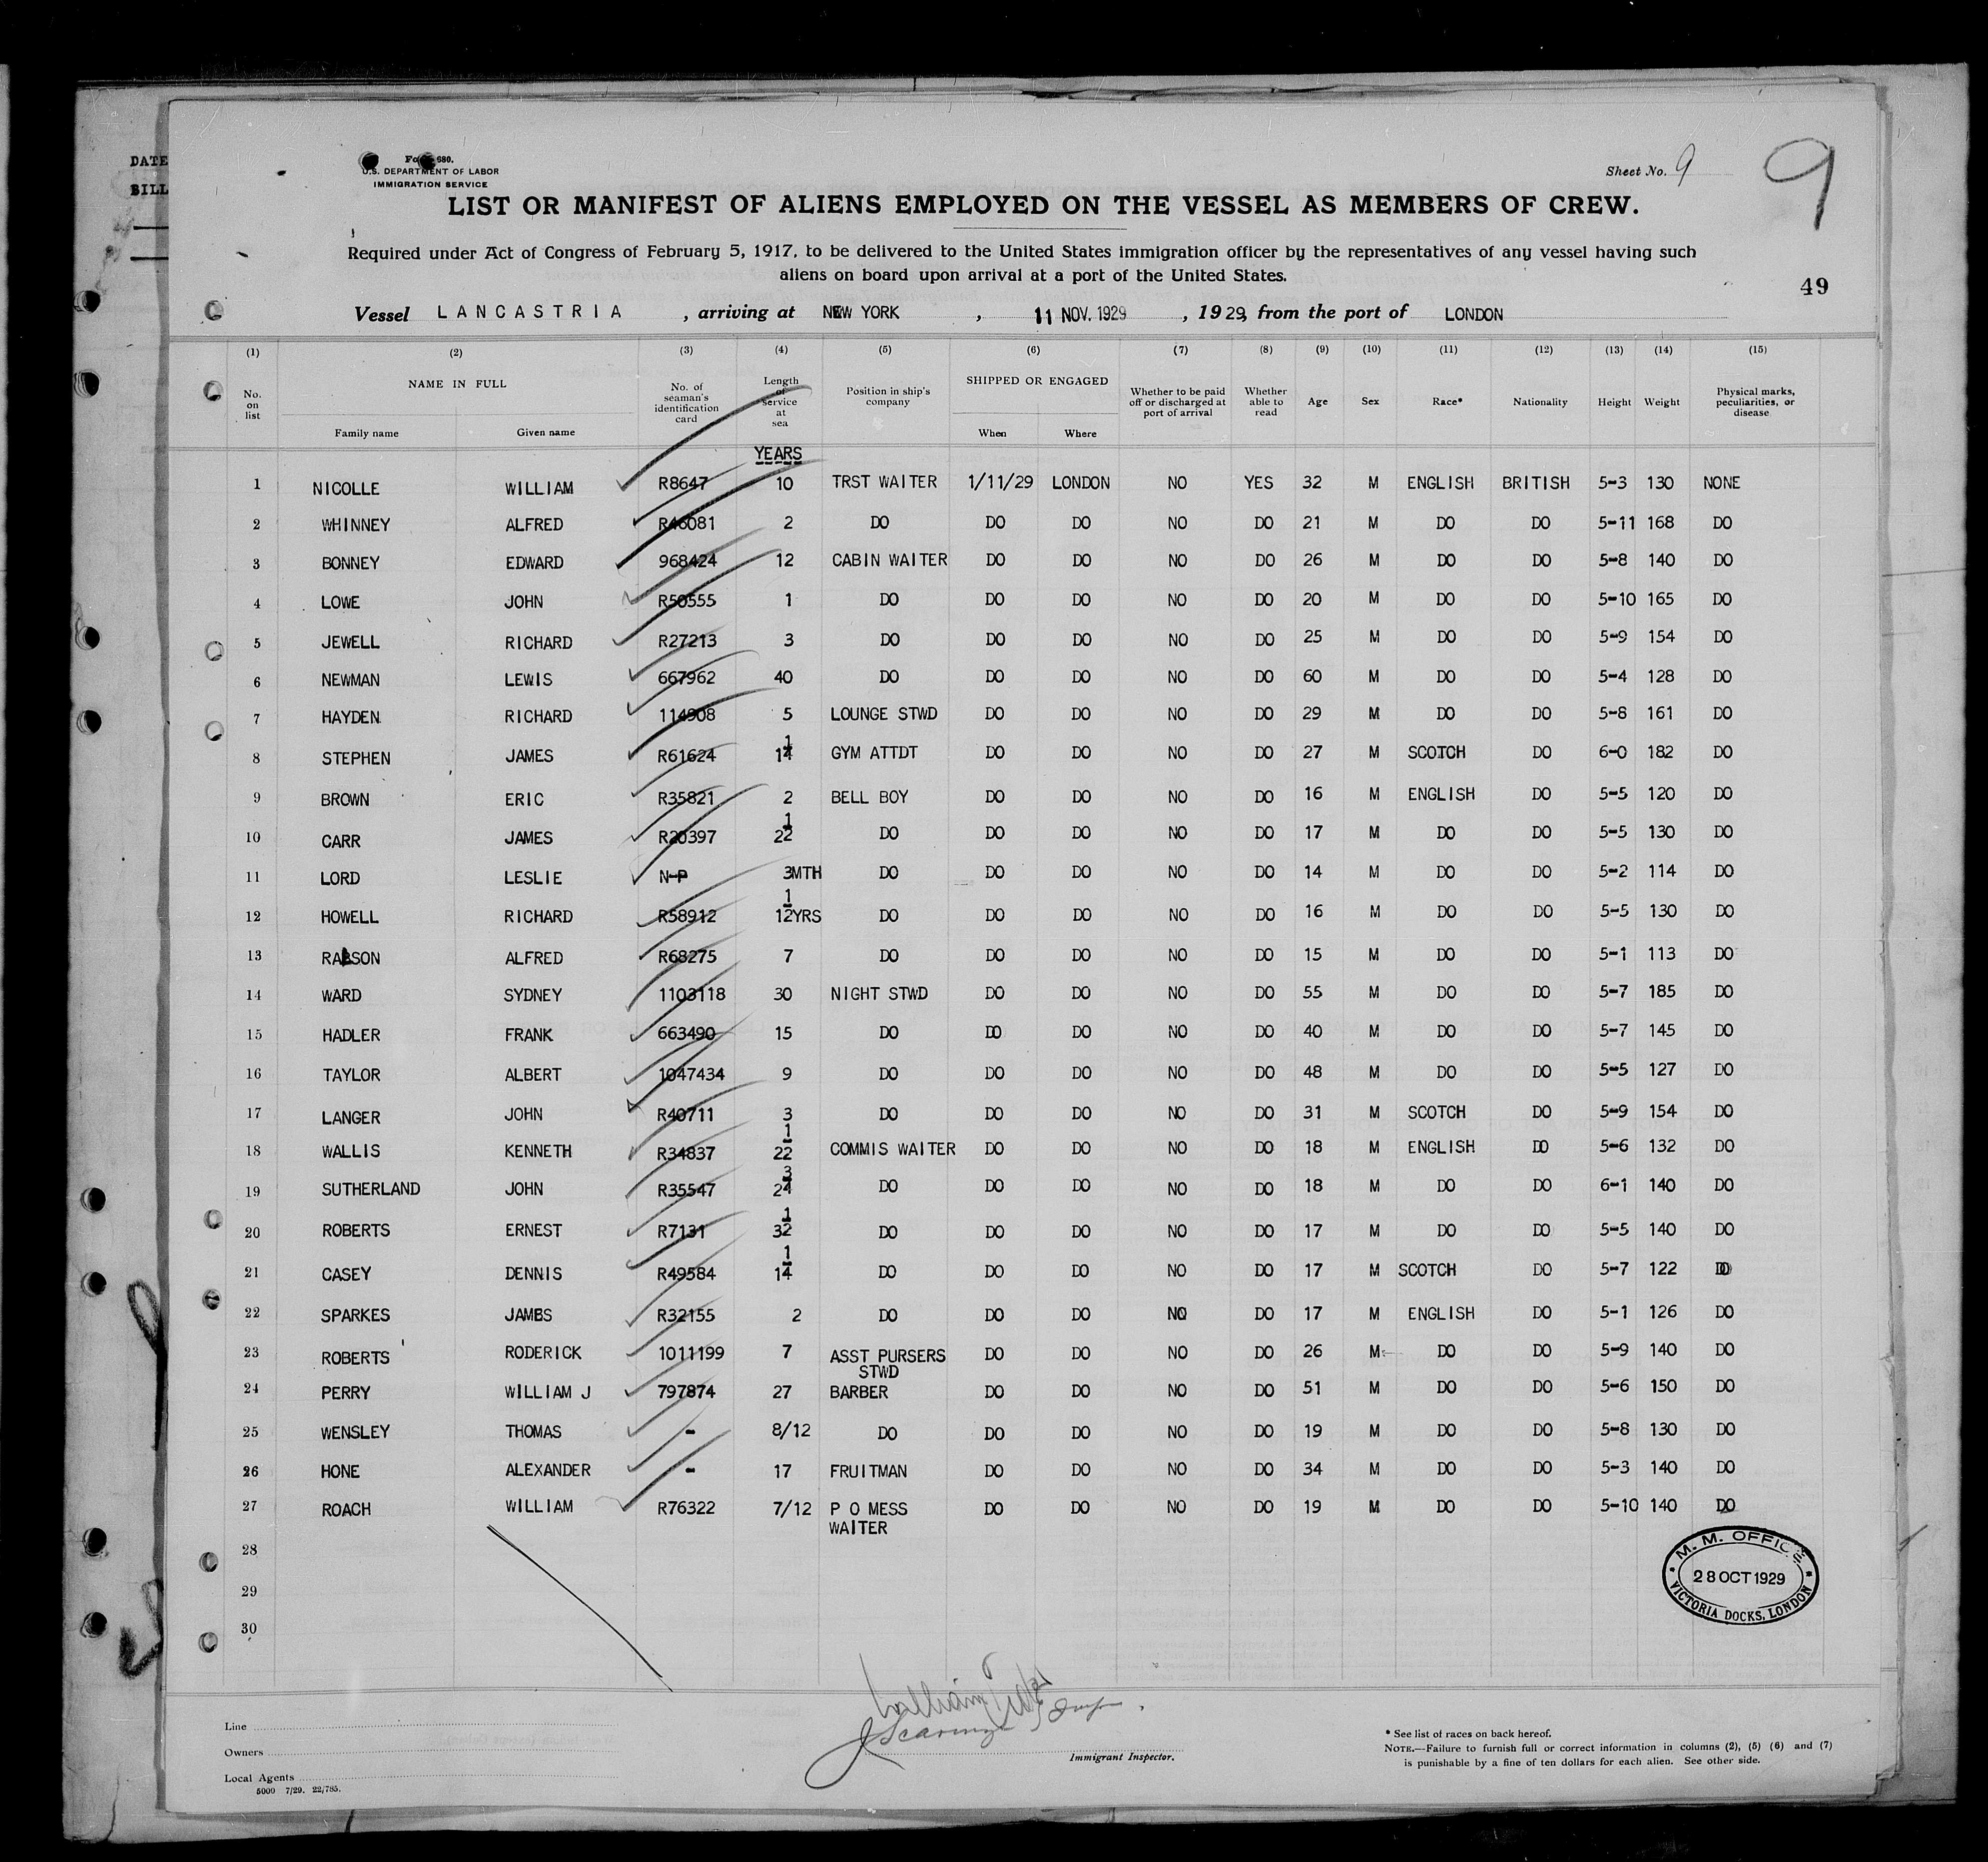 DATE
BILL
Form 680.
U.S. DEPARTMENT OF LABOR
IMMIGRATION SERVICE
Sheet No. 9
9
LIST OR MANIFEST OF ALIENS EMPLOYED ON THE VESSEL AS MEMBERS OF CREW.
Required under Act of Congress of February 5, 1917, to be delivered to the United States immigration officer by the representatives of any vessel having such
aliens on board upon arrival at a port of the United States.
49
Vessel LANCASTRIA , arriving at NEW YORK , 11 NOV. 1929 , 1929, from the port of LONDON
(1) (2) (3) (4) (5) (6) (7) (8) (9) (10) (11) (12) (13) (14) (15)
No. on list NAME IN FULL Family name Given name No. of seaman's identification card Length of service at sea Position in ship's company SHIPPED OR ENGAGED When Where Whether to be paid off or discharged at port of arrival Whether able to read Age Sex Race* Nationality Height Weight Physical marks, peculiarities, or disease
YEARS
1 NICOLLE WILLIAM R8647 10 TRST WAITER 1/11/29 LONDON NO YES 32 M ENGLISH BRITISH 5-3 130 NONE
2 WHINNEY ALFRED R46081 2 DO DO DO NO DO 21 M DO DO 5-11 168 DO
3 BONNEY EDWARD 968424 12 CABIN WAITER DO DO NO DO 26 M DO DO 5-8 140 DO
4 LOWE JOHN R50555 1 DO DO DO NO DO 20 M DO DO 5-10 165 DO
5 JEWELL RICHARD R27213 3 DO DO DO NO DO 25 M DO DO 5-9 154 DO
6 NEWMAN LEWIS 667962 40 DO DO DO NO DO 60 M DO DO 5-4 128 DO
7 HAYDEN RICHARD 114908 5 LOUNGE STWD DO DO NO DO 29 M DO DO 5-8 161 DO
8 STEPHEN JAMES R61624 1 1/4 GYM ATTDT DO DO NO DO 27 M SCOTCH DO 6-0 182 DO
9 BROWN ERIC R35821 2 BELL BOY DO DO NO DO 16 M ENGLISH DO 5-5 120 DO
10 CARR JAMES R20397 2 1/2 DO DO DO NO DO 17 M DO DO 5-5 130 DO
11 LORD LESLIE N-P 3MTH DO DO DO NO DO 14 M DO DO 5-2 114 DO
12 HOWELL RICHARD R58912 1 1/2YRS DO DO DO NO DO 16 M DO DO 5-5 130 DO
13 RABSON ALFRED R68275 7 DO DO DO NO DO 15 M DO DO 5-1 113 DO
14 WARD SYDNEY 1103118 30 NIGHT STWD DO DO NO DO 55 M DO DO 5-7 185 DO
15 HADLER FRANK 663490 15 DO DO DO NO DO 40 M DO DO 5-7 145 DO
16 TAYLOR ALBERT 1047434 9 DO DO DO NO DO 48 M DO DO 5-5 127 DO
17 LANGER JOHN R40711 3 DO DO DO NO DO 31 M SCOTCH DO 5-9 154 DO
18 WALLIS KENNETH R34837 2 1/2 COMMIS WAITER DO DO NO DO 18 M ENGLISH DO 5-6 132 DO
19 SUTHERLAND JOHN R35547 2 3/4 DO DO DO NO DO 18 M DO DO 6-1 140 DO
20 ROBERTS ERNEST R7131 3 1/2 DO DO DO NO DO 17 M DO DO 5-5 140 DO
21 CASEY DENNIS R49584 1 1/4 DO DO DO NO DO 17 M SCOTCH DO 5-7 122 DO
22 SPARKES JAMES R32155 2 DO DO DO NO DO 17 M ENGLISH DO 5-1 126 DO
23 ROBERTS RODERICK 1011199 7 ASST PURSERS STWD DO DO NO DO 26 M DO DO 5-9 140 DO
24 PERRY WILLIAM J 797874 27 BARBER DO DO NO DO 51 M DO DO 5-6 150 DO
25 WENSLEY THOMAS - 8/12 DO DO DO NO DO 19 M DO DO 5-8 130 DO
26 HONE ALEXANDER - 17 FRUITMAN DO DO NO DO 34 M DO DO 5-3 140 DO
27 ROACH WILLIAM R76322 7/12 P O MESS WAITER DO DO NO DO 19 M DO DO 5-10 140 DO
28
29
30
M. M. OFFICE
28 OCT 1929
VICTORIA DOCKS, LONDON
Line
Owners
Local Agents
5000 7/29. 22/785.
William
Immigrant Inspector.
* See list of races on back hereof.
NOTE.—Failure to furnish full or correct information in columns (2), (5) (6) and (7)
is punishable by a fine of ten dollars for each alien. See other side.